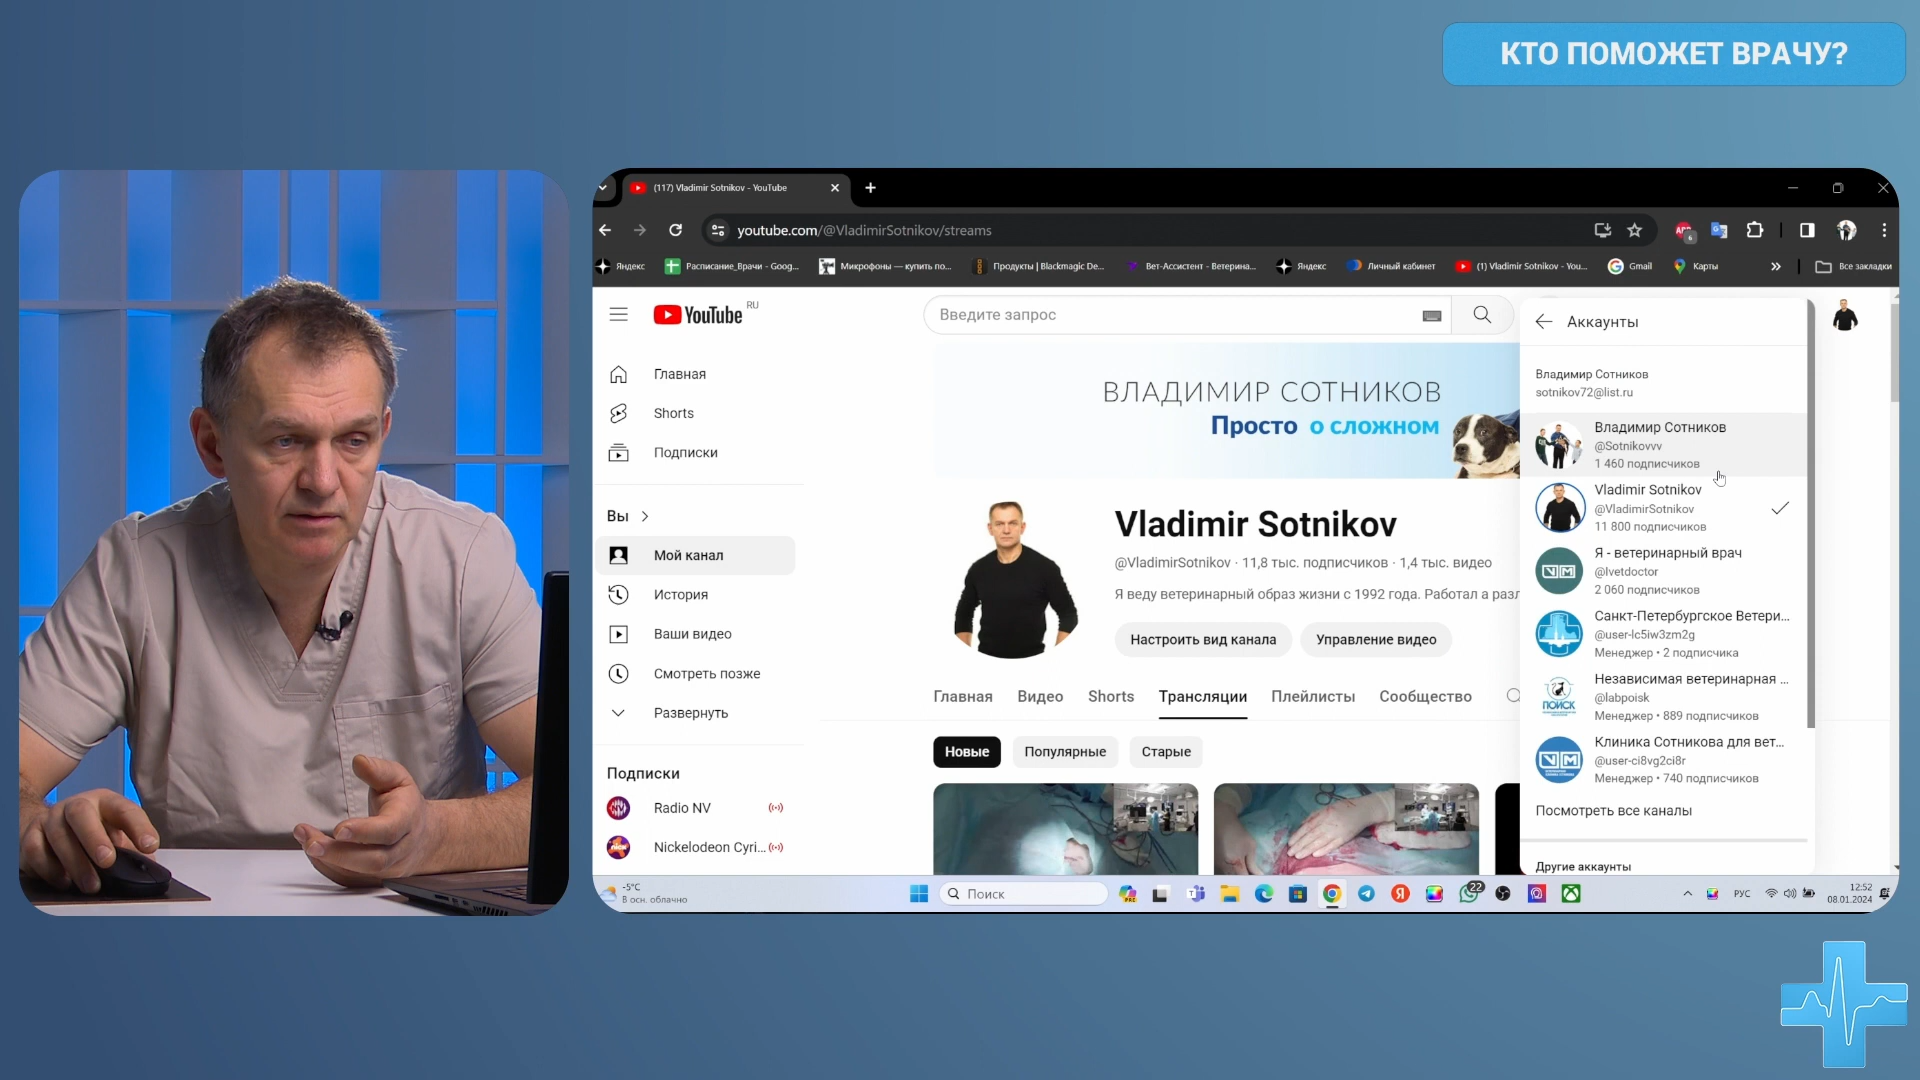 КТО ПОМОЖЕТ ВРАЧУ?
(117) Vladimir Sotnikov - YouTube
youtube.com/@VladimirSotnikov/streams
Яндекс
Расписание_Врачи - Goog...
Микрофоны — купить по...
Продукты | Blackmagic De...
Вет-Ассистент - Ветерина...
Яндекс
Личный кабинет
(1) Vladimir Sotnikov - You...
Gmail
Карты
Все закладки
YouTube RU
Введите запрос
Главная
Shorts
Подписки
Вы
Мой канал
История
Ваши видео
Смотреть позже
Развернуть
Подписки
Radio NV
Nickelodeon Cyri...
ВЛАДИМИР СОТНИКОВ
Просто о сложном
Vladimir Sotnikov
@VladimirSotnikov · 11,8 тыс. подписчиков · 1,4 тыс. видео
Я веду ветеринарный образ жизни с 1992 года. Работал а разл
Настроить вид канала
Управление видео
Главная
Видео
Shorts
Трансляции
Плейлисты
Сообщество
Новые
Популярные
Старые
Аккаунты
Владимир Сотников
sotnikov72@list.ru
Владимир Сотников
@Sotnikovvv
1 460 подписчиков
Vladimir Sotnikov
@VladimirSotnikov
11 800 подписчиков
Я - ветеринарный врач
@Ivetdoctor
2 060 подписчиков
Санкт-Петербургское Ветери...
@user-lc5iw3zm2g
Менеджер • 2 подписчика
Независимая ветеринарная ...
@labpoisk
Менеджер • 889 подписчиков
ПОИСК
Клиника Сотникова для вет...
@user-ci8vg2ci8r
Менеджер • 740 подписчиков
Посмотреть все каналы
Другие аккаунты
-5°C
В осн. облачно
Поиск
22
РУС
12:52
08.01.2024